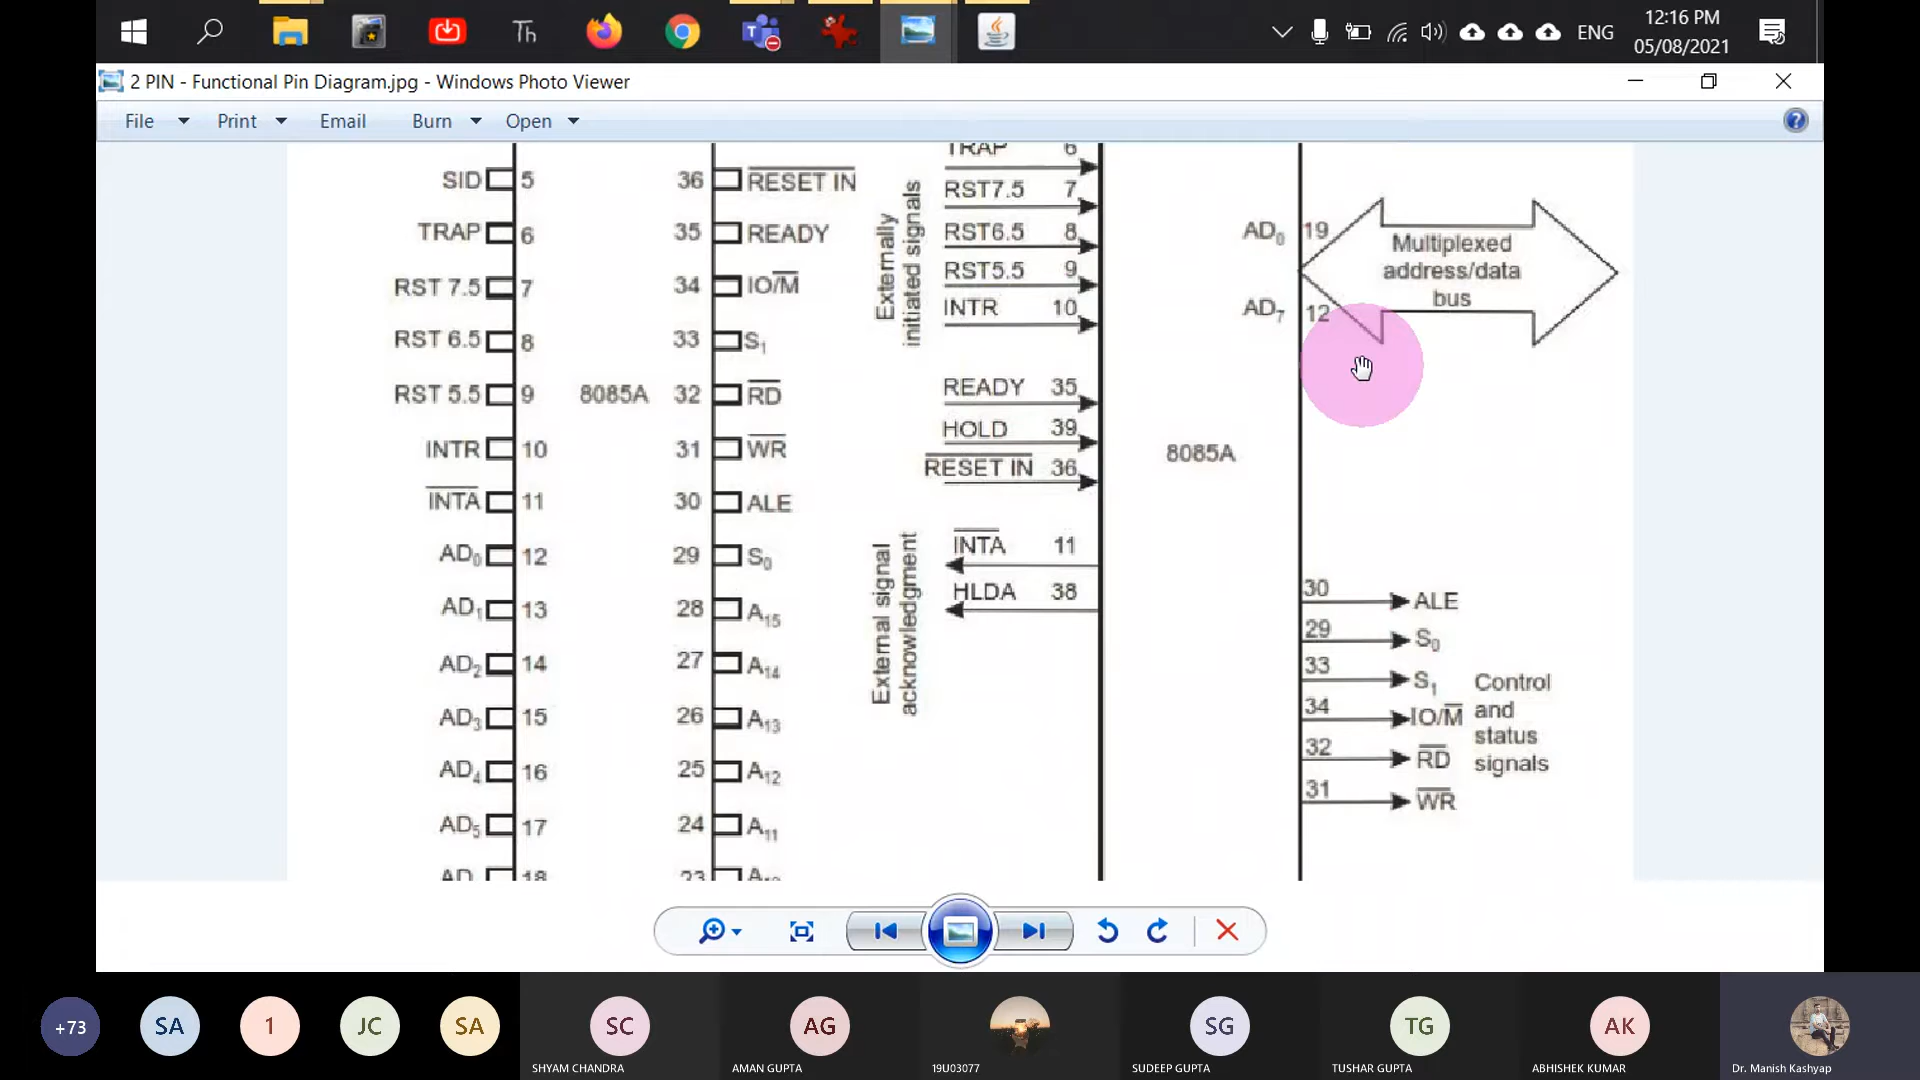 Th
ENG
12:16 PM
05/08/2021
2 PIN - Functional Pin Diagram.jpg - Windows Photo Viewer
File Print Email Burn Open
SID 5
TRAP 6
RST 7.5 7
RST 6.5 8
RST 5.5 9
INTR 10
INTA 11
AD0 12
AD1 13
AD2 14
AD3 15
AD4 16
AD5 17
AD 18
8085A
36 RESET IN
35 READY
34 IO/M
33 S1
32 RD
31 WR
30 ALE
29 S0
28 A15
27 A14
26 A13
25 A12
24 A11
23 A10
Externally
initiated signals
TRAP 6
RST7.5 7
RST6.5 8
RST5.5 9
INTR 10
READY 35
HOLD 39
RESET IN 36
External signal
acknowledgment
INTA 11
HLDA 38
8085A
AD0 19
AD7 12
Multiplexed
address/data
bus
30 ALE
29 S0
33 S1
34 IO/M
32 RD
31 WR
Control
and
status
signals
+73
SA
1
JC
SA
SC
SHYAM CHANDRA
AG
AMAN GUPTA
19U03077
SG
SUDEEP GUPTA
TG
TUSHAR GUPTA
AK
ABHISHEK KUMAR
Dr. Manish Kashyap